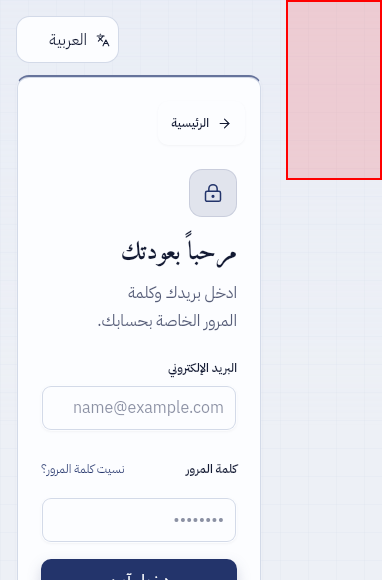 العربية
الرئيسية
مرحباً بعودتك
ادخل بريدك وكلمة
المرور الخاصة بحسابك.
البريد الإلكتروني
name@example.com
كلمة المرور
نسيت كلمة المرور؟
••••••••